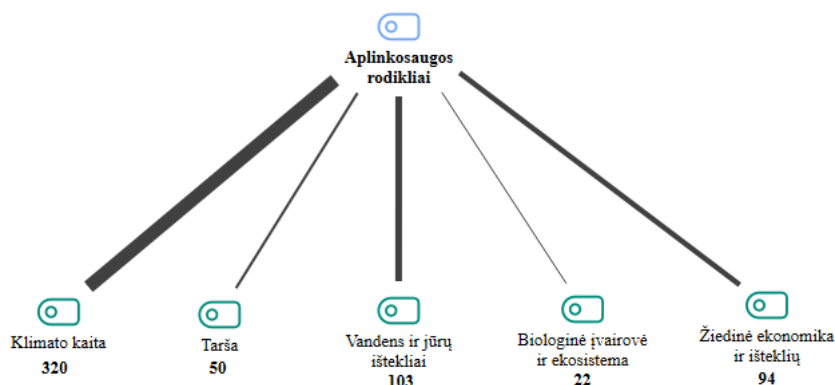 Aplinkosaugos
rodikliai
Klimato kaita
320
Tarša
50
Vandens ir jūrų
ištekliai
103
Biologinė įvairovė
ir ekosistema
22
Žiedinė ekonomika
ir išteklių
94